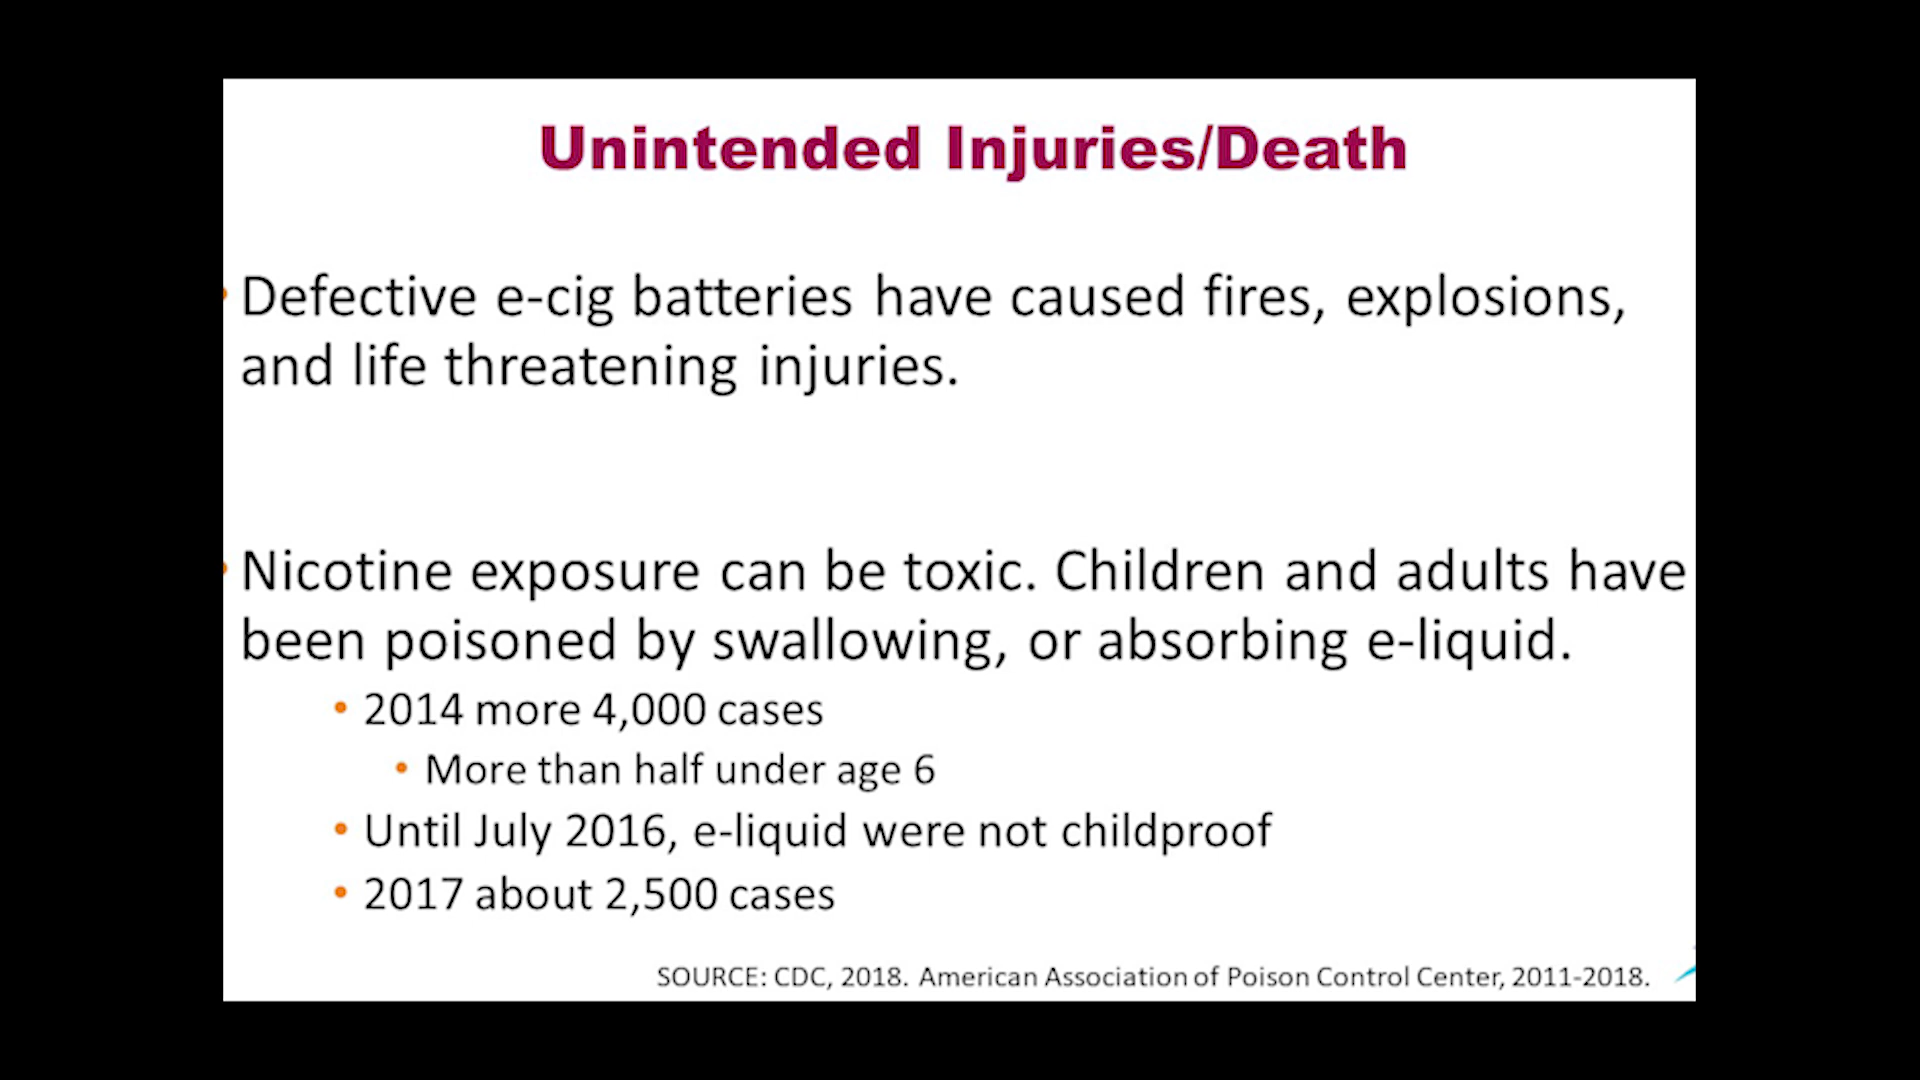 Unintended Injuries/Death
• Defective e-cig batteries have caused fires, explosions,
and life threatening injuries.
• Nicotine exposure can be toxic. Children and adults have
been poisoned by swallowing, or absorbing e-liquid.
• 2014 more 4,000 cases
• More than half under age 6
• Until July 2016, e-liquid were not childproof
• 2017 about 2,500 cases
SOURCE: CDC, 2018. American Association of Poison Control Center, 2011-2018.